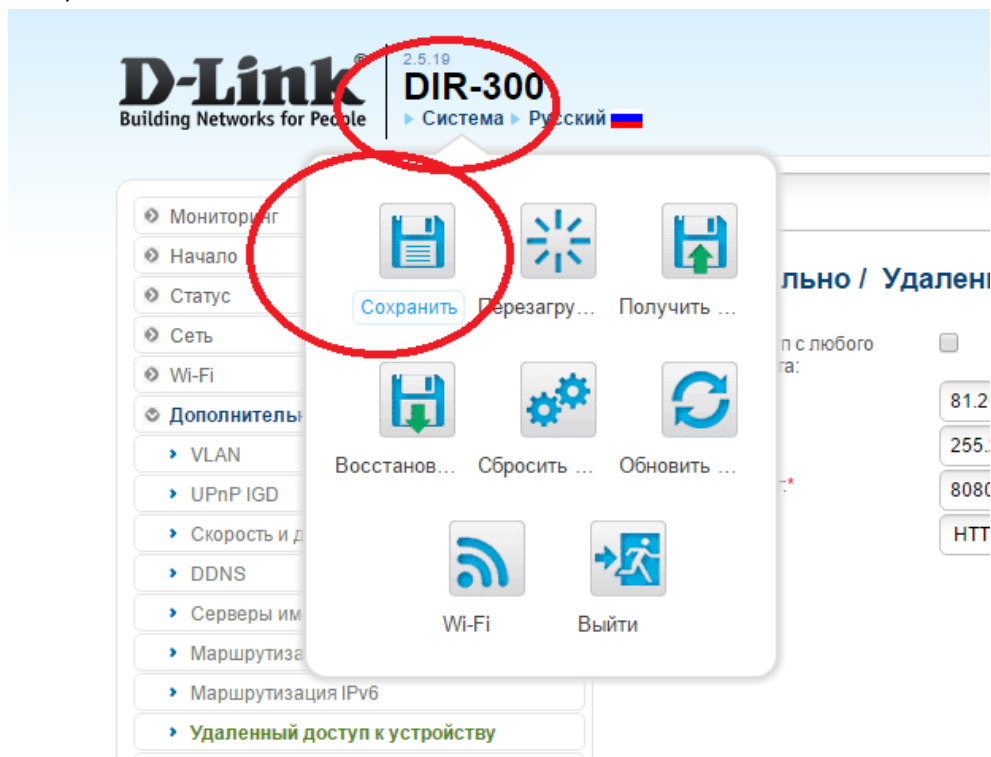 D-Link®
Building Networks for People
2.5.19
DIR-300
Система Русский
Мониторинг
Начало
Статус
Сеть
Wi-Fi
Дополнитель
VLAN
UPnP IGD
Скорость и д
DDNS
Серверы им
Маршрутиза
Маршрутизация IPv6
Удаленный доступ к устройству
Сохранить Перезагру... Получить ...
Восстанов... Сбросить ... Обновить ...
Wi-Fi Выйти
льно / Удален
п с любого
та:
81.2
255.
:*
8080
HTT